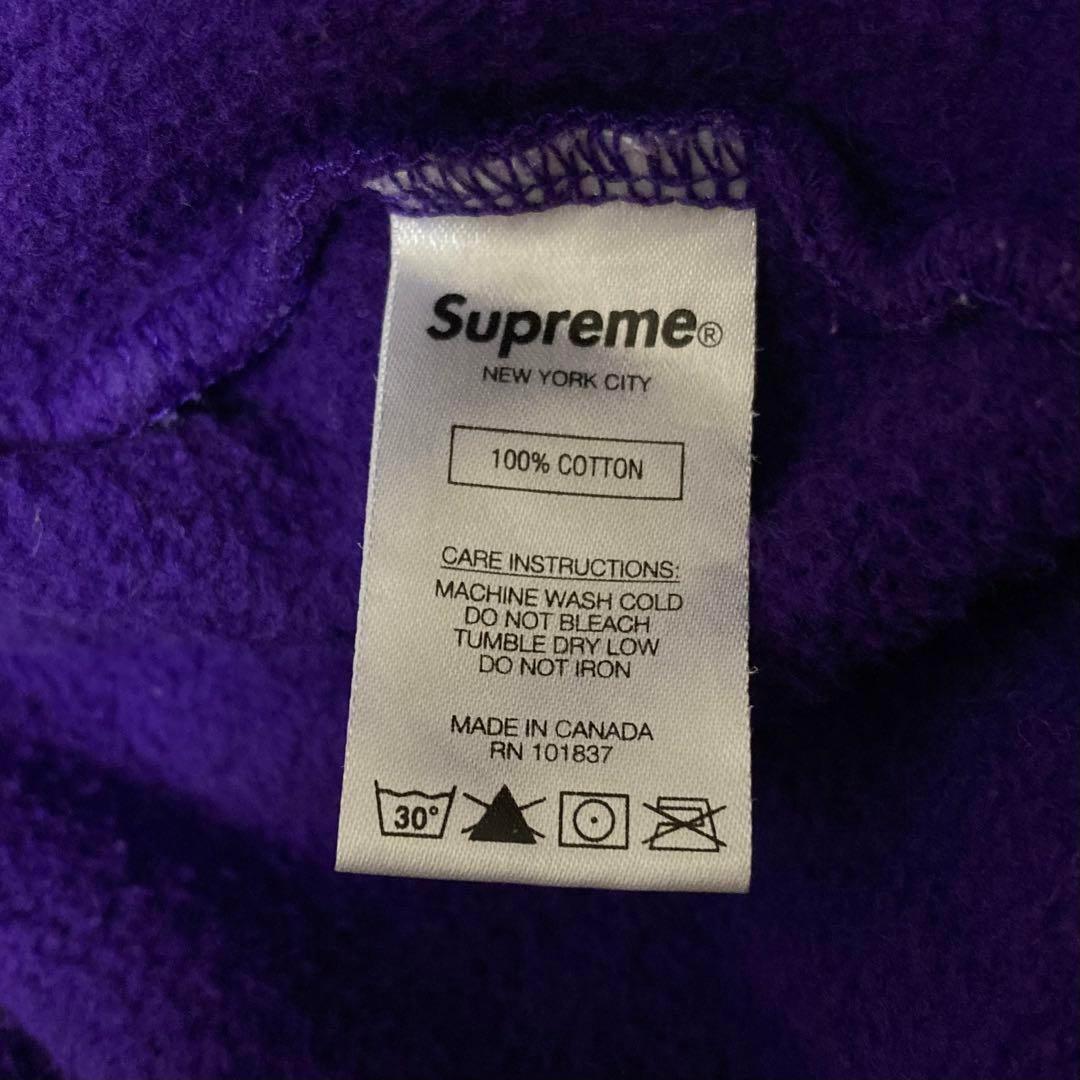 Supreme®
NEW YORK CITY
100% COTTON
CARE INSTRUCTIONS:
MACHINE WASH COLD
DO NOT BLEACH
TUMBLE DRY LOW
DO NOT IRON
MADE IN CANADA
RN 101837
30°